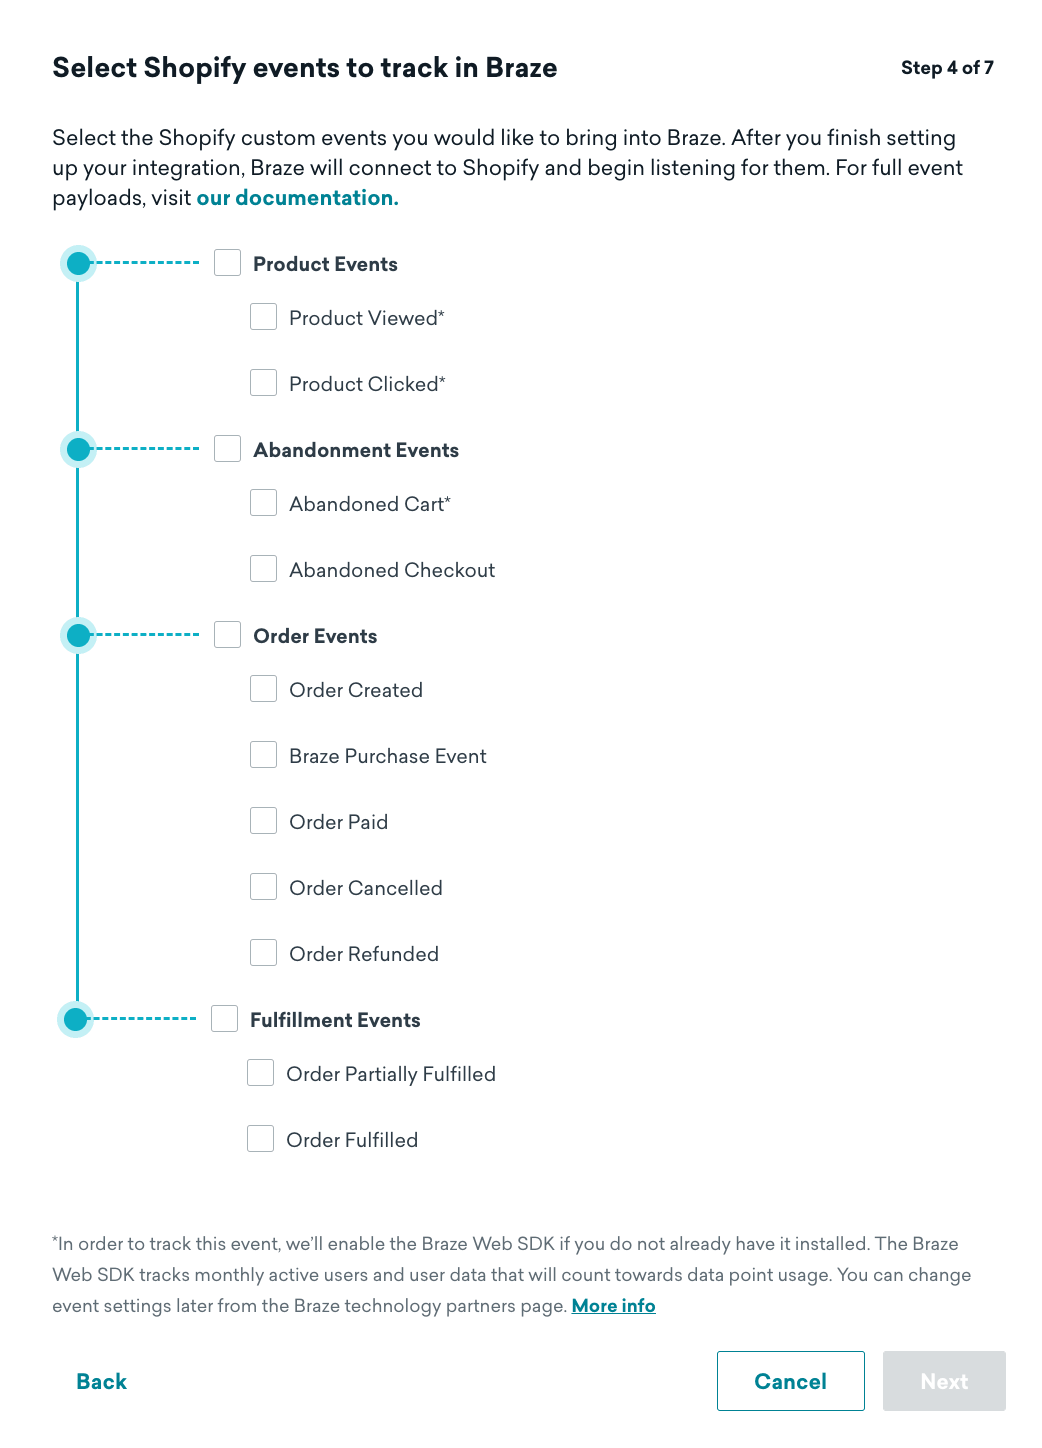 Select Shopify events to track in Braze
Step 4 of 7
Select the Shopify custom events you would like to bring into Braze. After you finish setting
up your integration, Braze will connect to Shopify and begin listening for them. For full event
payloads, visit our documentation.
Product Events
Product Viewed*
Product Clicked*
Abandonment Events
Abandoned Cart*
Abandoned Checkout
Order Events
Order Created
Braze Purchase Event
Order Paid
Order Cancelled
Order Refunded
Fulfillment Events
Order Partially Fulfilled
Order Fulfilled
*In order to track this event, we’ll enable the Braze Web SDK if you do not already have it installed. The Braze
Web SDK tracks monthly active users and user data that will count towards data point usage. You can change
event settings later from the Braze technology partners page. More info
Back
Cancel
Next